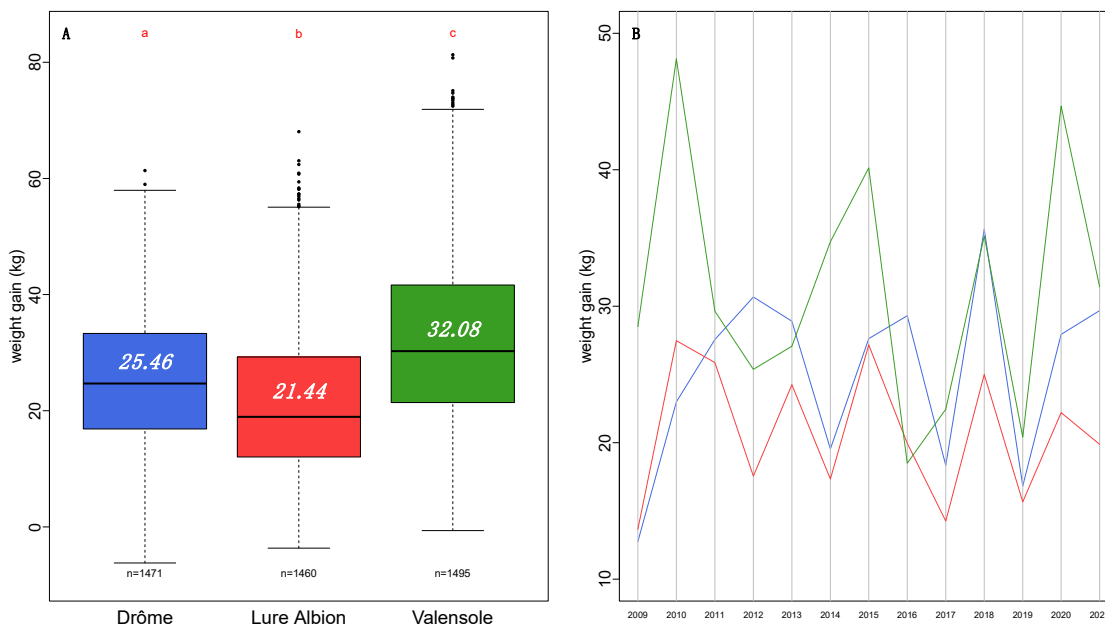 A
a b c
weight gain (kg)
80
60
40
20
0
25.46
21.44
32.08
n=1471 n=1460 n=1495
Drôme Lure Albion Valensole
B
weight gain (kg)
50
40
30
20
10
2009 2010 2011 2012 2013 2014 2015 2016 2017 2018 2019 2020 202